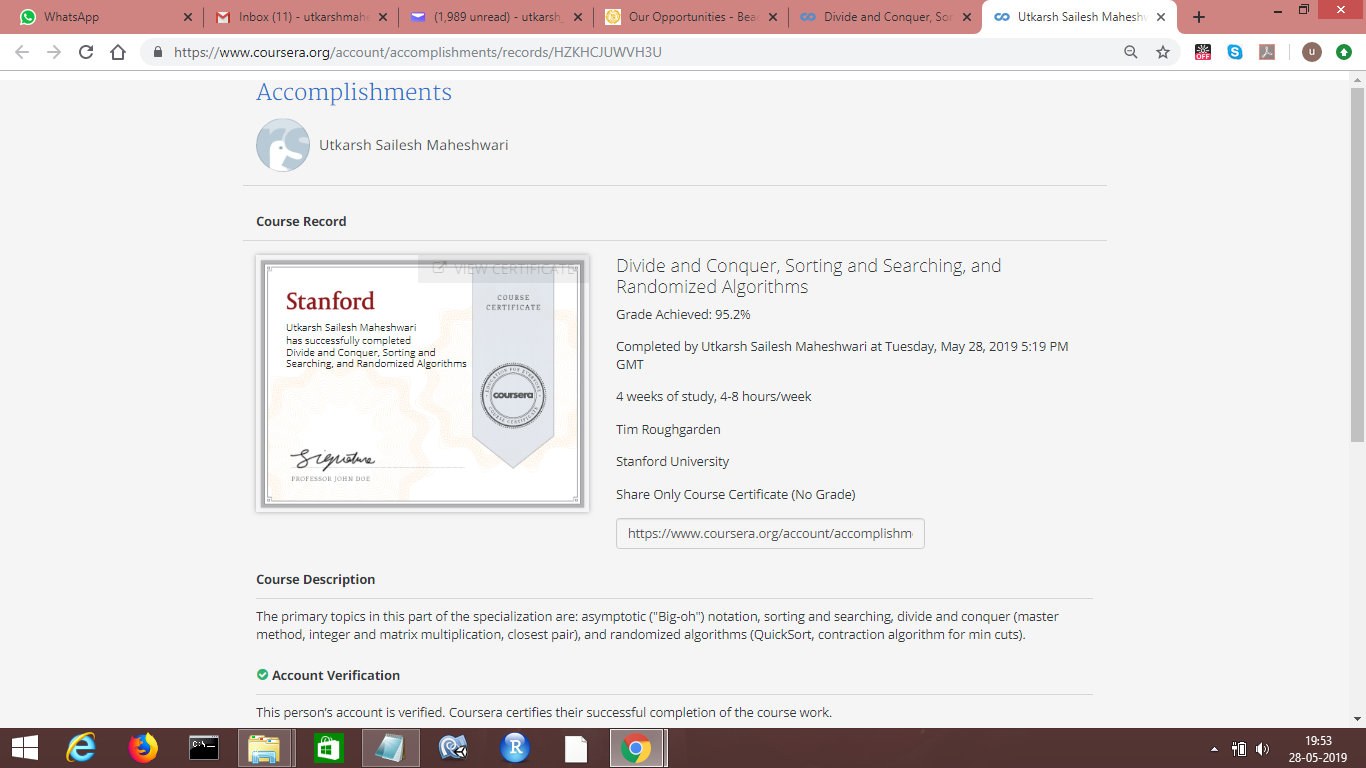 WhatsApp
Inbox (11) - utkarshmahe
(1,989 unread) - utkarsh_
Our Opportunities - Bea
Divide and Conquer, Sor
Utkarsh Sailesh Maheshw
https://www.coursera.org/account/accomplishments/records/HZKHCJUWVH3U
OFF
u
Accomplishments
Utkarsh Sailesh Maheshwari
Course Record
VIEW CERTIFICATE
Stanford
Utkarsh Sailesh Maheshwari
has successfully completed
Divide and Conquer, Sorting and
Searching, and Randomized Algorithms
COURSE
CERTIFICATE
EDUCATION FOR EVERYONE
coursera
COURSE CERTIFICATE
Signature
PROFESSOR JOHN DOE
Divide and Conquer, Sorting and Searching, and
Randomized Algorithms
Grade Achieved: 95.2%
Completed by Utkarsh Sailesh Maheshwari at Tuesday, May 28, 2019 5:19 PM
GMT
4 weeks of study, 4-8 hours/week
Tim Roughgarden
Stanford University
Share Only Course Certificate (No Grade)
https://www.coursera.org/account/accomplishm
Course Description
The primary topics in this part of the specialization are: asymptotic ("Big-oh") notation, sorting and searching, divide and conquer (master
method, integer and matrix multiplication, closest pair), and randomized algorithms (QuickSort, contraction algorithm for min cuts).
Account Verification
This person's account is verified. Coursera certifies their successful completion of the course work.
C:\
R
19:53
28-05-2019